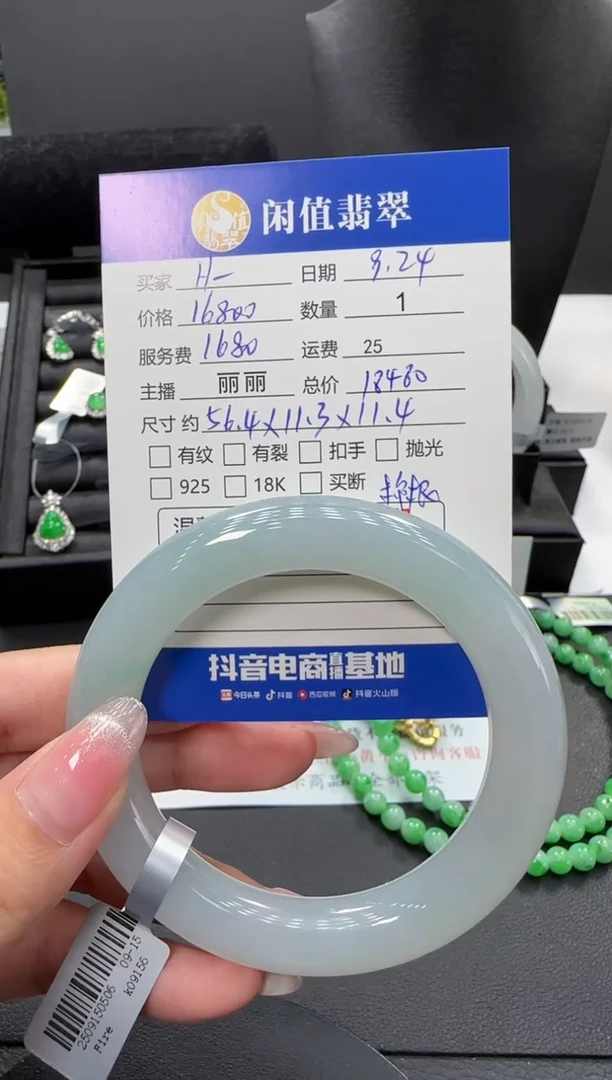 闲值翡翠
买家 H一 日期 9.24
价格 16800 数量 1
服务费 1680 运费 25
主播 丽丽 总价 18480
尺寸 约 56.4×11.3×11.4
□ 有纹 □ 有裂 □ 扣手 □ 抛光
□ 925 □ 18K □ 买断
抖音电商直播基地
今日头条 抖音 西瓜视频 抖音火山版
2509150506 09-15
Fire k09156